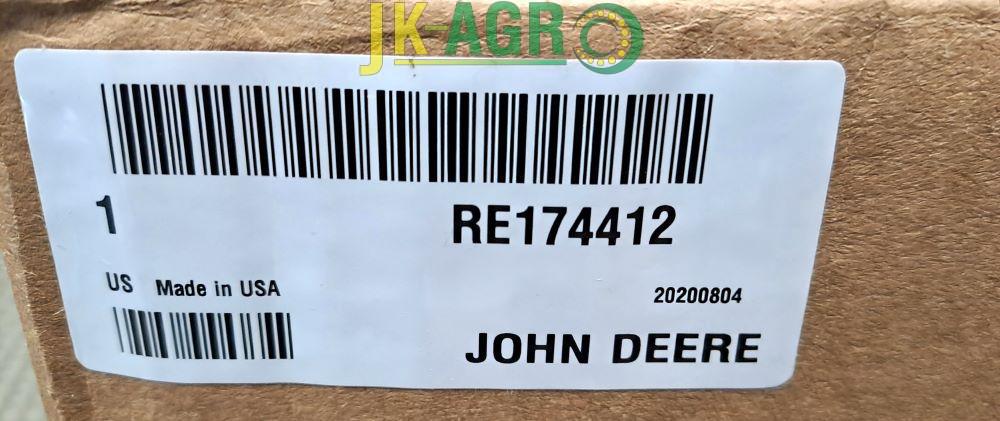 JK-AGRO
1 RE174412
US Made in USA
20200804
JOHN DEERE